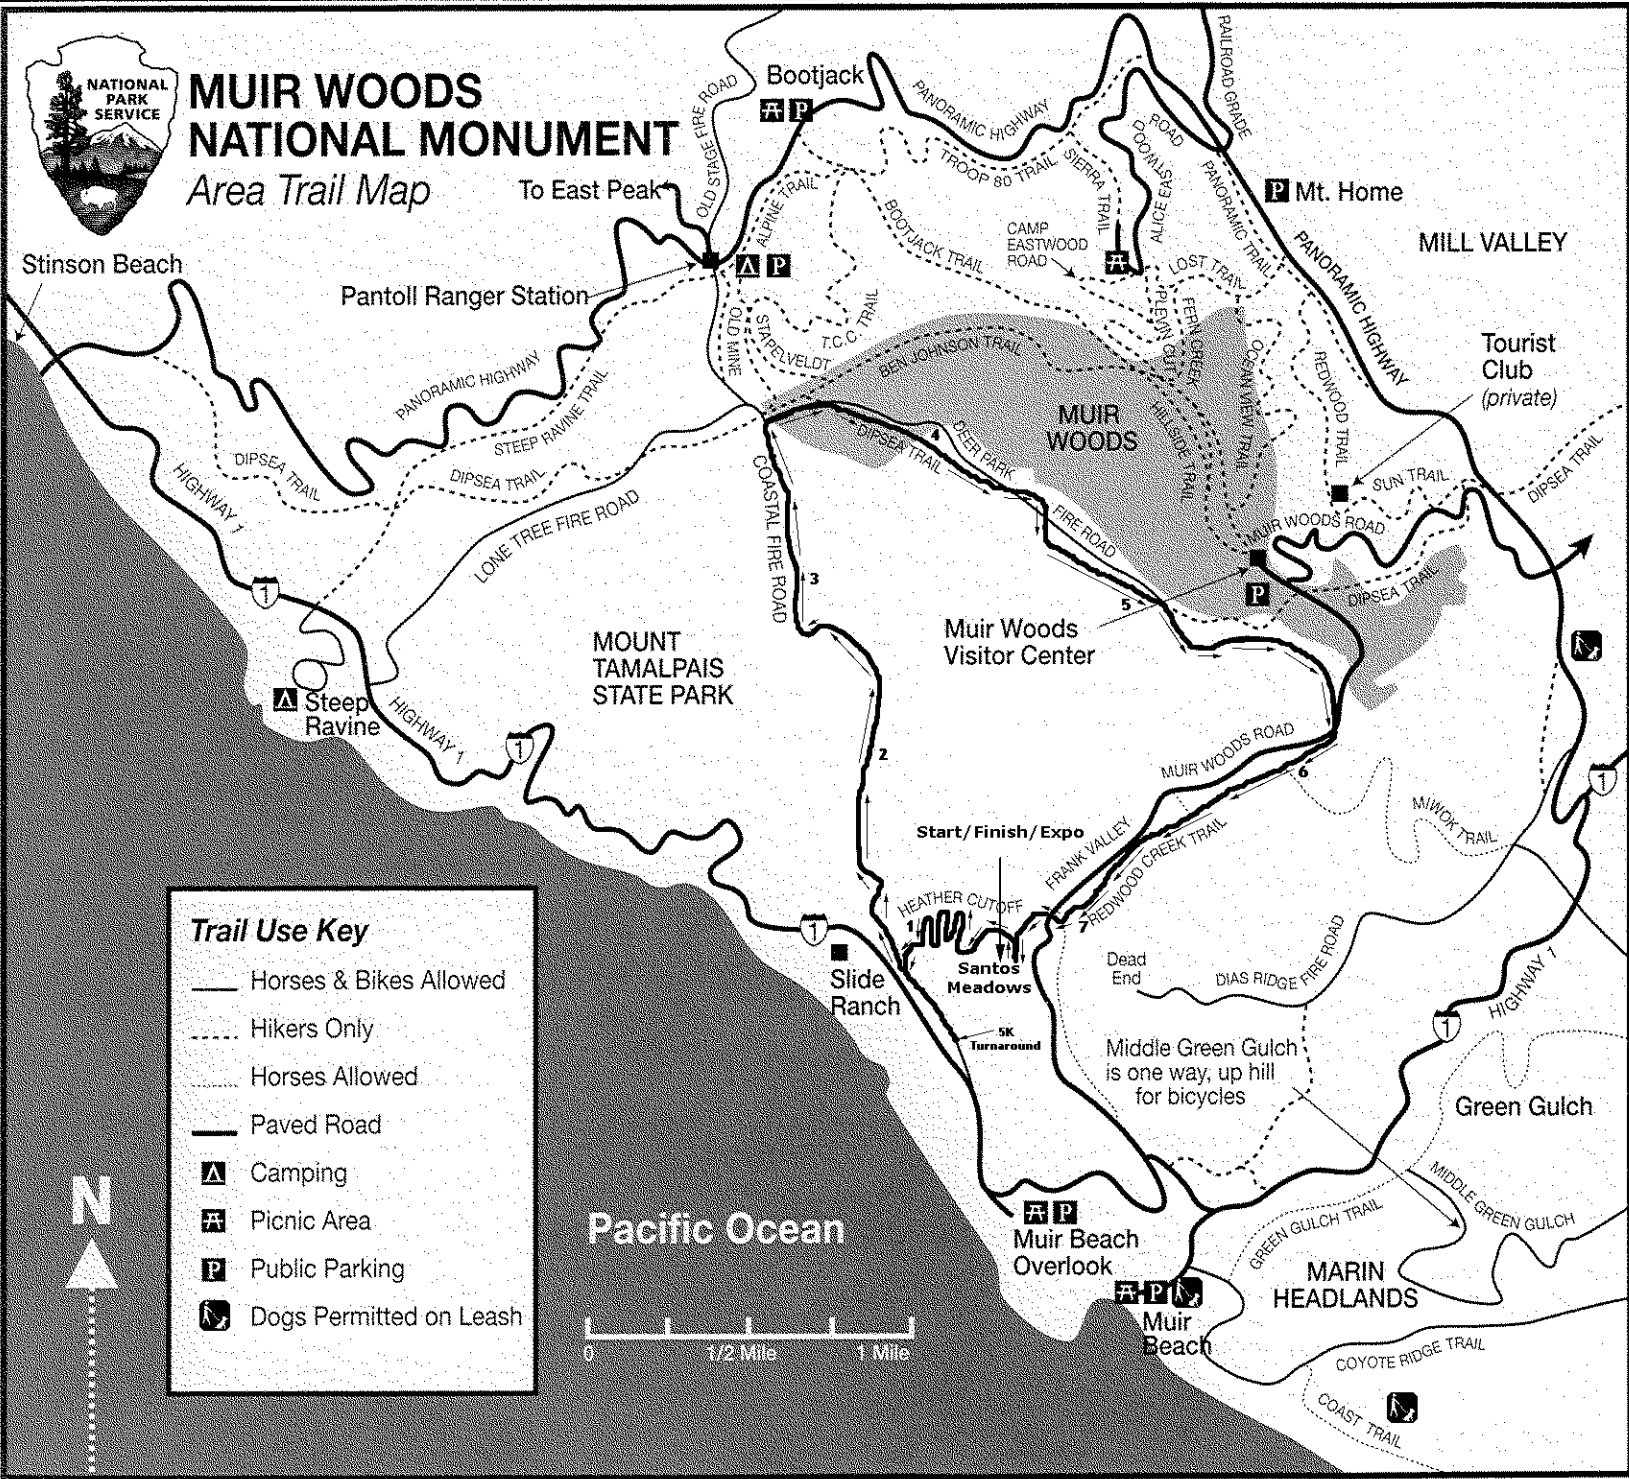 NATIONAL
PARK
SERVICE
MUIR WOODS
NATIONAL MONUMENT
Area Trail Map
To East Peak
OLD STAGE FIRE ROAD
Bootjack
P
PANORAMIC HIGHWAY
RAILROAD GRADE
ALICE EASTWOOD
ROAD
TROOP 80 TRAIL
SIERRA TRAIL
PANORAMIC TRAIL
P Mt. Home
MILL VALLEY
PANORAMIC HIGHWAY
ALPINE TRAIL
BOOTJACK TRAIL
CAMP
EASTWOOD
ROAD
LOST TRAIL
Stinson Beach
Pantoll Ranger Station
P
OLD MINE
STAPELVELDT
T.C.C. TRAIL
BEN JOHNSON TRAIL
PLEVIN CUT
FERN CREEK
OCEAN VIEW TRAIL
REDWOOD TRAIL
Tourist
Club
(private)
PANORAMIC HIGHWAY
STEEP RAVINE TRAIL
MUIR
WOODS
HILLSIDE TRAIL
DIPSEA TRAIL
DIPSEA TRAIL
LONE TREE FIRE ROAD
HIGHWAY 1
COASTAL FIRE ROAD
DIPSEA TRAIL
4
DEER PARK
FIRE ROAD
SUN TRAIL
DIPSEA TRAIL
MUIR WOODS ROAD
P
DIPSEA TRAIL
1
3
5
MOUNT
TAMALPAIS
STATE PARK
Muir Woods
Visitor Center
Steep
Ravine
HIGHWAY 1
1
2
MUIR WOODS ROAD
6
MIWOK TRAIL
1
Start/Finish/Expo
FRANK VALLEY
REDWOOD CREEK TRAIL
7
HEATHER CUTOFF
1
Santos
Meadows
1
Slide
Ranch
5K
Turnaround
Dead
End
DIAS RIDGE FIRE ROAD
HIGHWAY 1
1
Middle Green Gulch
is one way, up hill
for bicycles
Green Gulch
MIDDLE GREEN GULCH
GREEN GULCH TRAIL
P
Muir Beach
Overlook
MARIN
HEADLANDS
P
Muir
Beach
COYOTE RIDGE TRAIL
COAST TRAIL
Pacific Ocean
0
1/2 Mile
1 Mile
N
Trail Use Key
Horses & Bikes Allowed
Hikers Only
Horses Allowed
Paved Road
Camping
Picnic Area
P Public Parking
Dogs Permitted on Leash